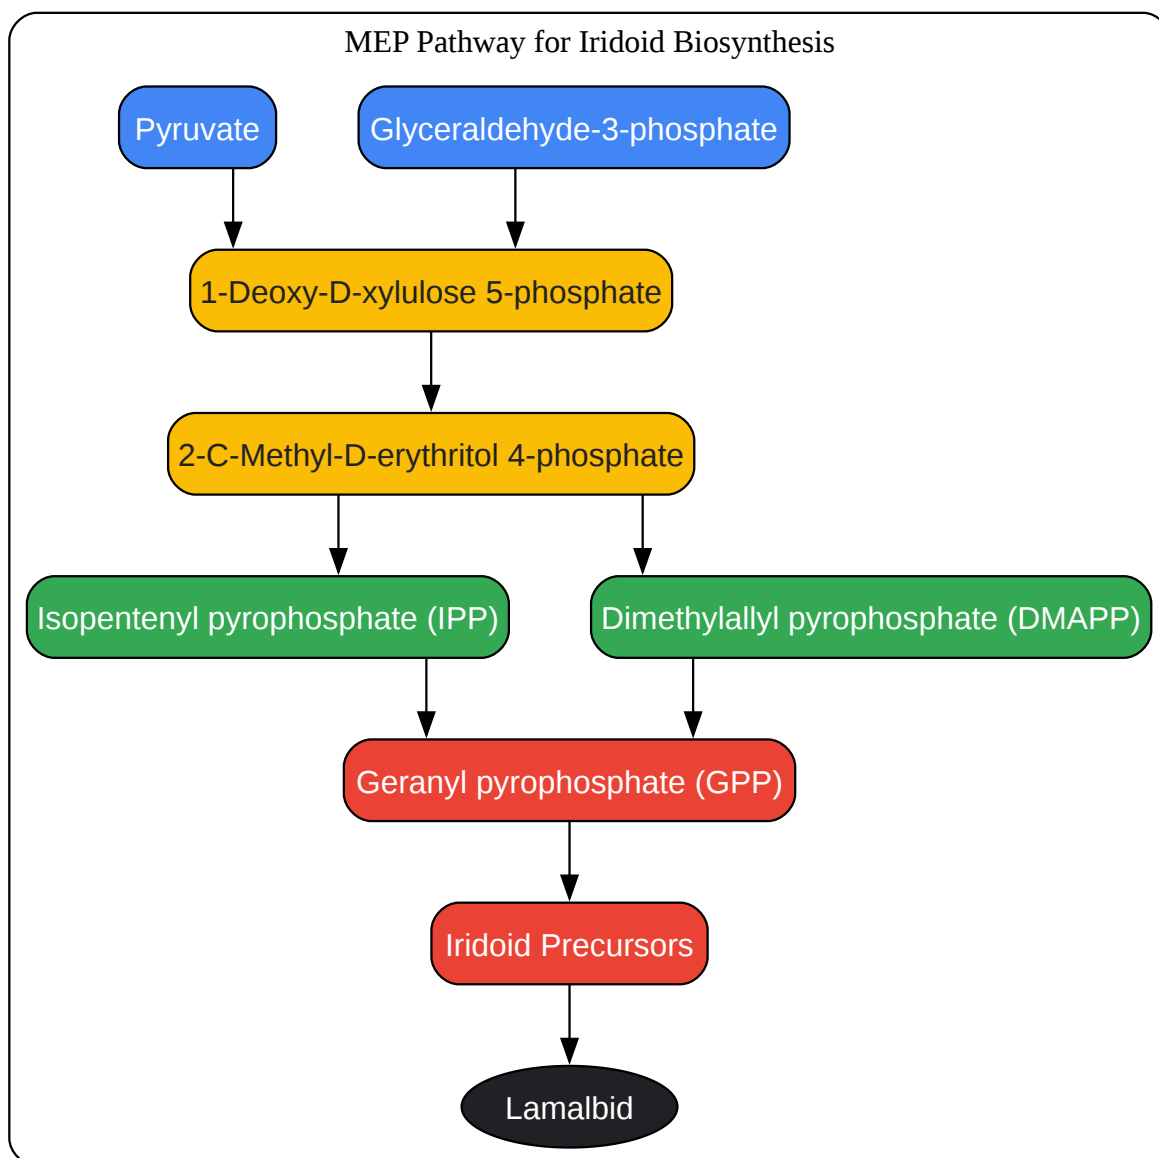 MEP Pathway for Iridoid Biosynthesis
Pyruvate
Glyceraldehyde-3-phosphate
1-Deoxy-D-xylulose 5-phosphate
2-C-Methyl-D-erythritol 4-phosphate
Isopentenyl pyrophosphate (IPP)
Dimethylallyl pyrophosphate (DMAPP)
Geranyl pyrophosphate (GPP)
Iridoid Precursors
Lamalbid